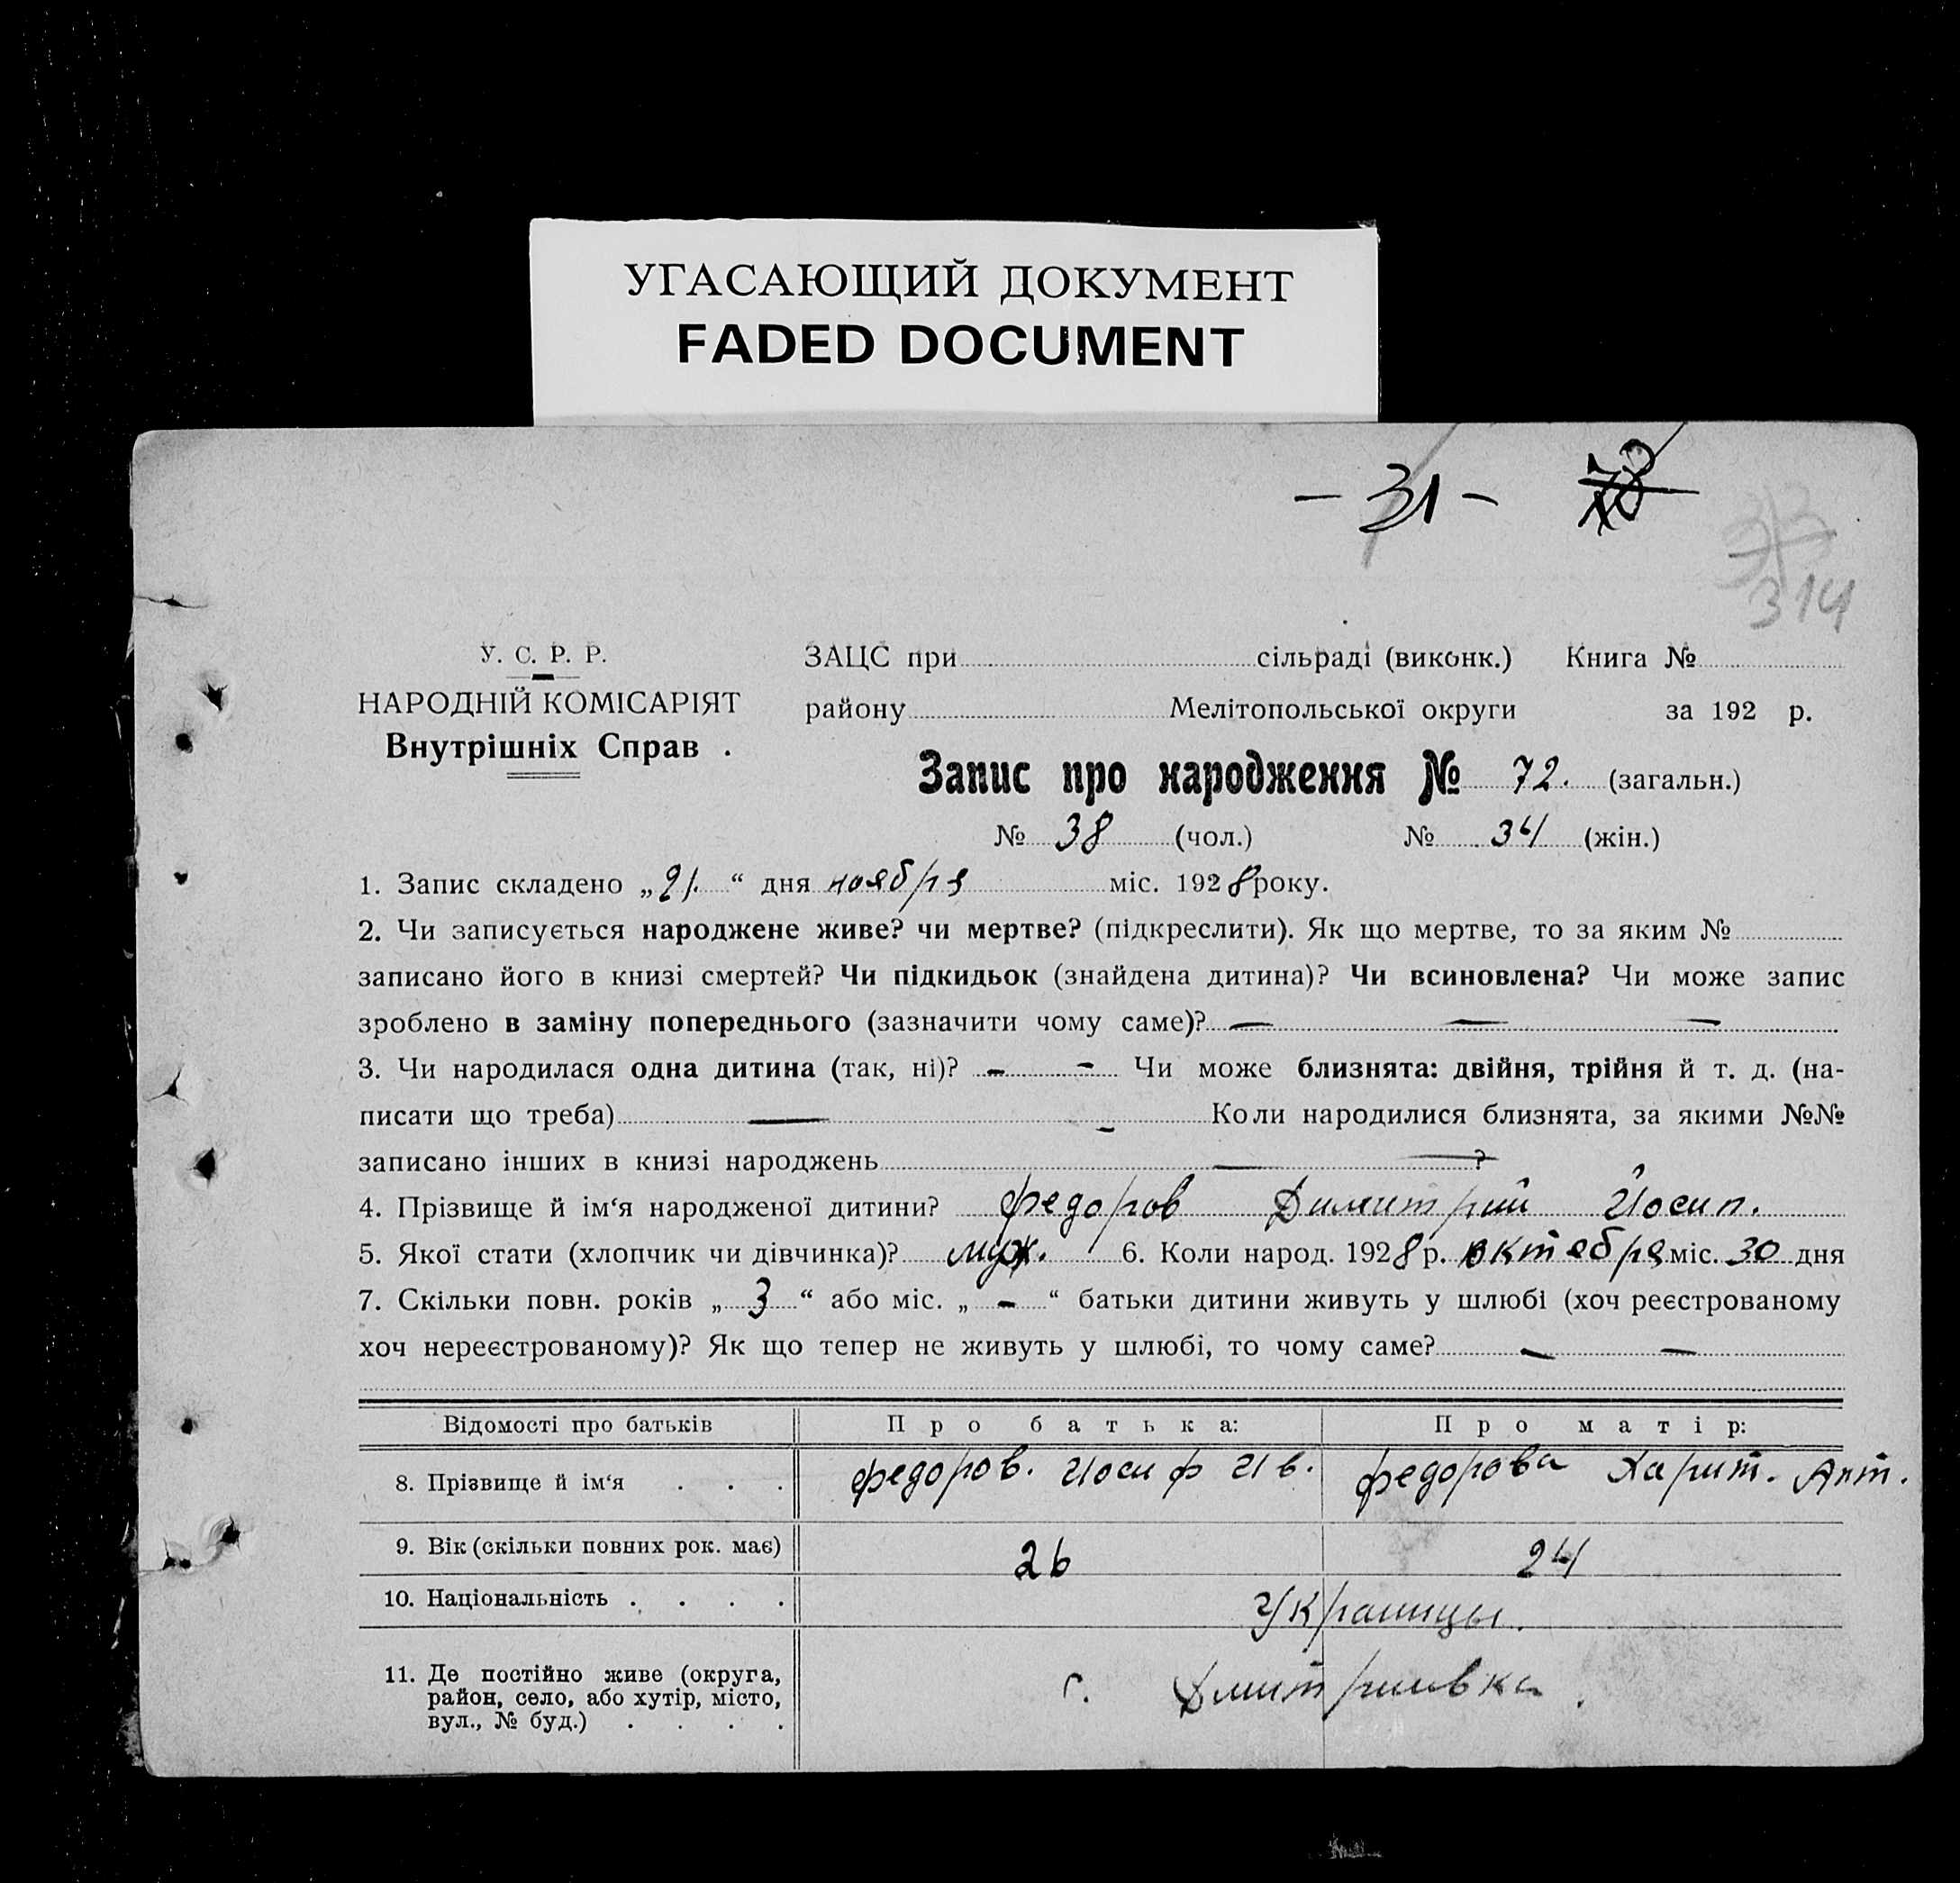 УГАСАЮЩИЙ ДОКУМЕНТ
FADED DOCUMENT
– 31 –
314
У. С. Р. Р.
НАРОДНІЙ КОМІСАРІЯТ
Внутрішніх Справ
ЗАЦС при сільраді (виконк.) Книга №
району Мелітопольської округи за 192 р.
Запис про народження № 72. (загальн.)
№ 38 (чол.) № 34 (жін.)
1. Запис складено „21.“ дня ноября міс. 1928 року.
2. Чи записується народжене живе? чи мертве? (підкреслити). Як що мертве, то за яким №
записано його в книзі смертей? Чи підкидьок (знайдена дитина)? Чи всиновлена? Чи може запис
зроблено в заміну попереднього (зазначити чому саме)? — — —
3. Чи народилася одна дитина (так, ні)? – – Чи може близнята: двійня, трійня й т. д. (на-
писати що треба) — – Коли народилися близнята, за якими №№
записано інших в книзі народжень — — ?
4. Прізвище й ім‘я народженої дитини? Федоров Димитрий Йосип.
5. Якої стати (хлопчик чи дівчинка)? муж. 6. Коли народ. 1928 р. октября міс. 30 дня
7. Скільки повн. років „ 3 “ або міс. „ – “ батьки дитини живуть у шлюбі (хоч реєстрованому
хоч нереєстрованому)? Як що тепер не живуть у шлюбі, то чому саме? — —
Відомості про батьків Про батька: Про матір:
8. Прізвище й ім‘я . . . Федоров. Иосиф Ив. Федорова Харит. Ант.
9. Вік (скільки повних рок. має) 26 24
10. Національність . . . . Украинцы.
11. Де постійно живе (округа,
район, село, або хутір, місто,
вул., № буд.) . . . .
с. Дмитриивка.